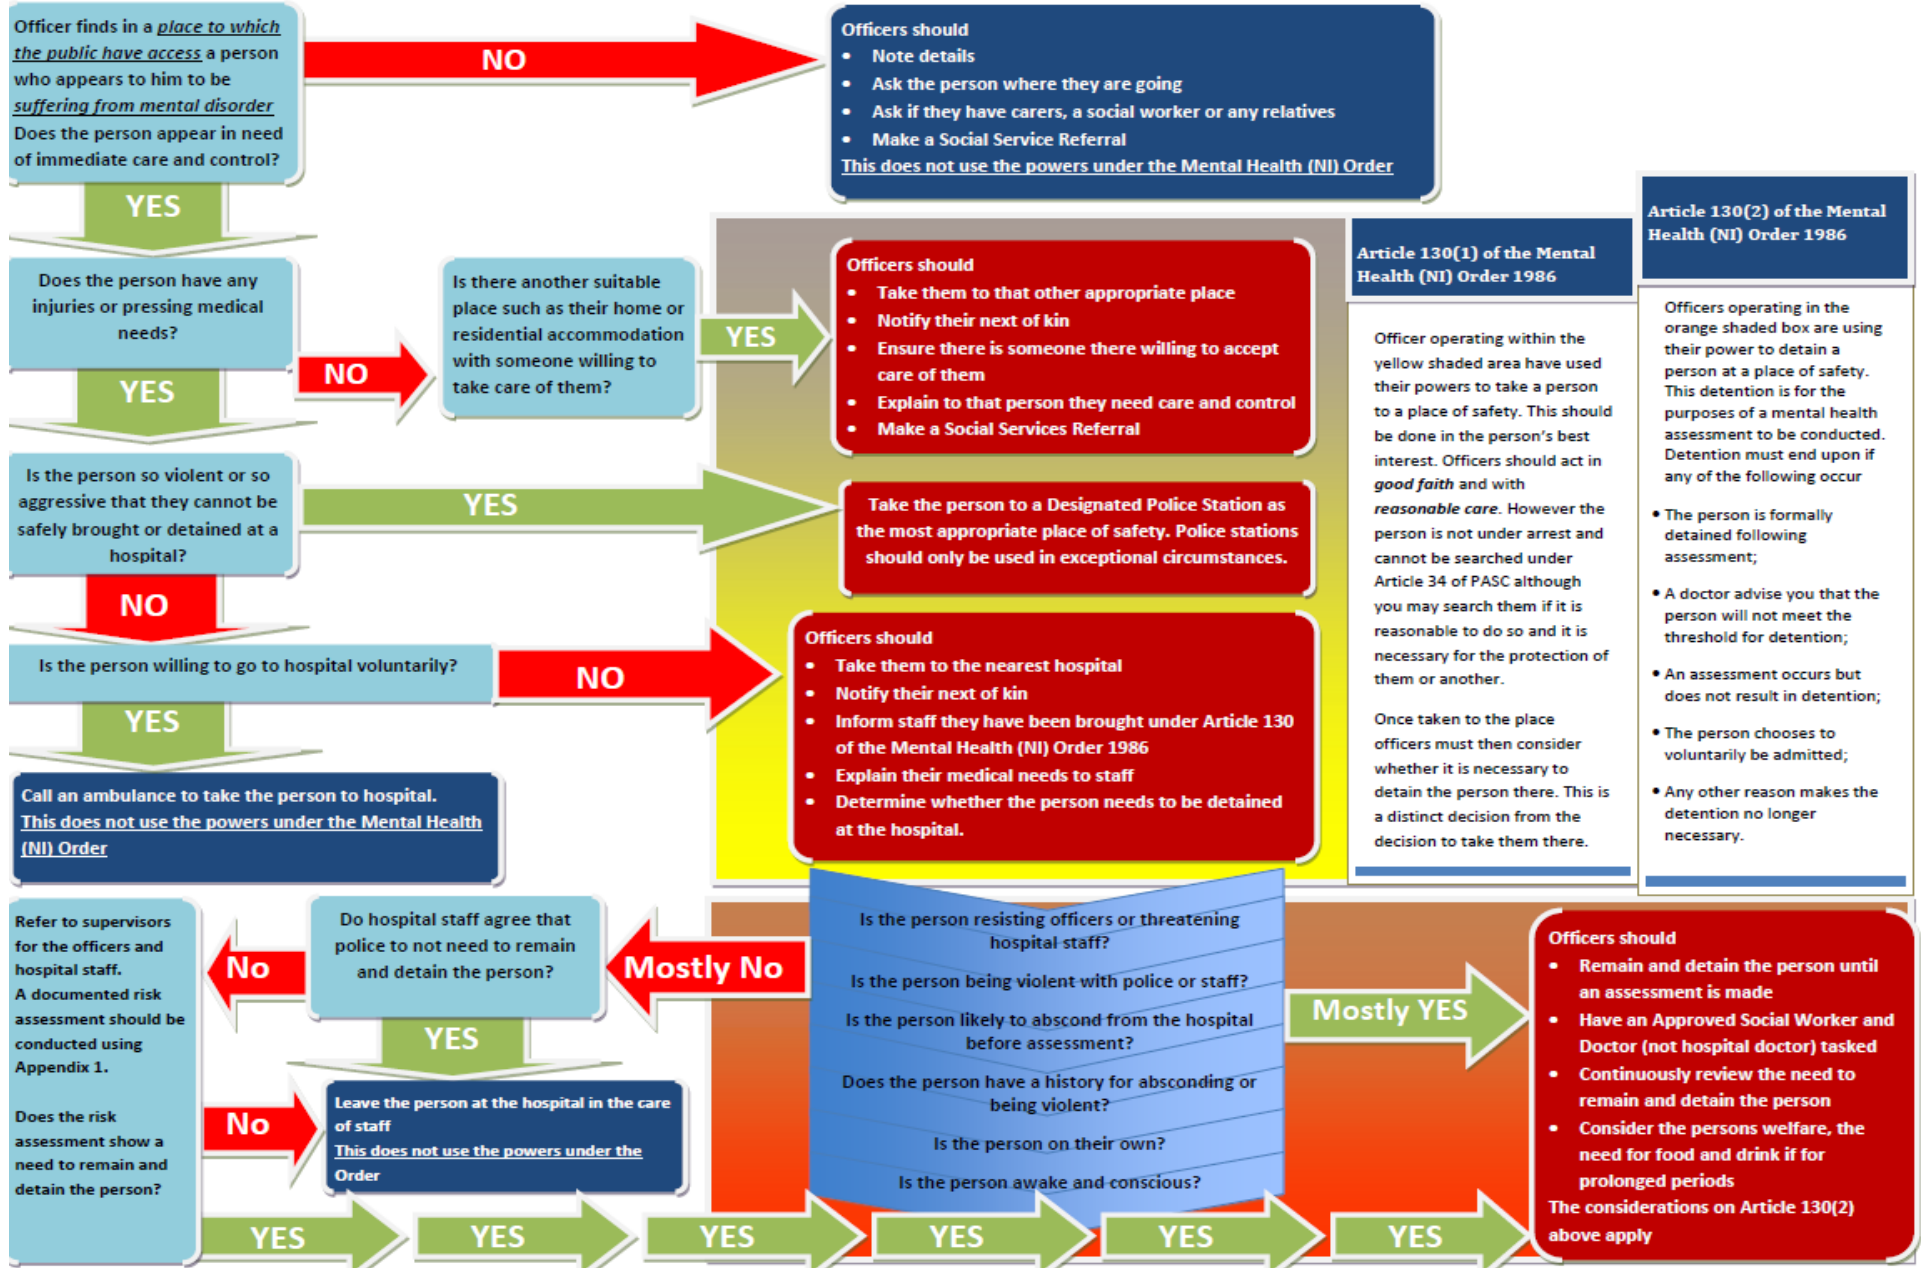 Officer finds in a place to which
the public have access a person
who appears to him to be
suffering from mental disorder
Does the person appear in need
of immediate care and control?
NO
Officers should
• Note details
• Ask the person where they are going
• Ask if they have carers, a social worker or any relatives
• Make a Social Service Referral
This does not use the powers under the Mental Health (NI) Order
YES
Does the person have any
injuries or pressing medical
needs?
NO
Is there another suitable
place such as their home or
residential accommodation
with someone willing to
take care of them?
YES
Officers should
• Take them to that other appropriate place
• Notify their next of kin
• Ensure there is someone there willing to accept
care of them
• Explain to that person they need care and control
• Make a Social Services Referral
YES
Is the person so violent or so
aggressive that they cannot be
safely brought or detained at a
hospital?
YES
Take the person to a Designated Police Station as
the most appropriate place of safety. Police stations
should only be used in exceptional circumstances.
NO
Is the person willing to go to hospital voluntarily?
NO
Officers should
• Take them to the nearest hospital
• Notify their next of kin
• Inform staff they have been brought under Article 130
of the Mental Health (NI) Order 1986
• Explain their medical needs to staff
• Determine whether the person needs to be detained
at the hospital.
YES
Call an ambulance to take the person to hospital.
This does not use the powers under the Mental Health
(NI) Order
Article 130(1) of the Mental
Health (NI) Order 1986
Officer operating within the
yellow shaded area have used
their powers to take a person
to a place of safety. This should
be done in the person's best
interest. Officers should act in
good faith and with
reasonable care. However the
person is not under arrest and
cannot be searched under
Article 34 of PASC although
you may search them if it is
reasonable to do so and it is
necessary for the protection of
them or another.
Once taken to the place
officers must then consider
whether it is necessary to
detain the person there. This is
a distinct decision from the
decision to take them there.
Article 130(2) of the Mental
Health (NI) Order 1986
Officers operating in the
orange shaded box are using
their power to detain a
person at a place of safety.
This detention is for the
purposes of a mental health
assessment to be conducted.
Detention must end upon if
any of the following occur
• The person is formally
detained following
assessment;
• A doctor advise you that the
person will not meet the
threshold for detention;
• An assessment occurs but
does not result in detention;
• The person chooses to
voluntarily be admitted;
• Any other reason makes the
detention no longer
necessary.
Is the person resisting officers or threatening
hospital staff?
Is the person being violent with police or staff?
Is the person likely to abscond from the hospital
before assessment?
Does the person have a history for absconding or
being violent?
Is the person on their own?
Is the person awake and conscious?
Mostly No
Do hospital staff agree that
police to not need to remain
and detain the person?
No
Refer to supervisors
for the officers and
hospital staff.
A documented risk
assessment should be
conducted using
Appendix 1.
Does the risk
assessment show a
need to remain and
detain the person?
YES
No
Leave the person at the hospital in the care
of staff
This does not use the powers under the
Order
Mostly YES
Officers should
• Remain and detain the person until
an assessment is made
• Have an Approved Social Worker and
Doctor (not hospital doctor) tasked
• Continuously review the need to
remain and detain the person
• Consider the persons welfare, the
need for food and drink if for
prolonged periods
The considerations on Article 130(2)
above apply
YES
YES
YES
YES
YES
YES